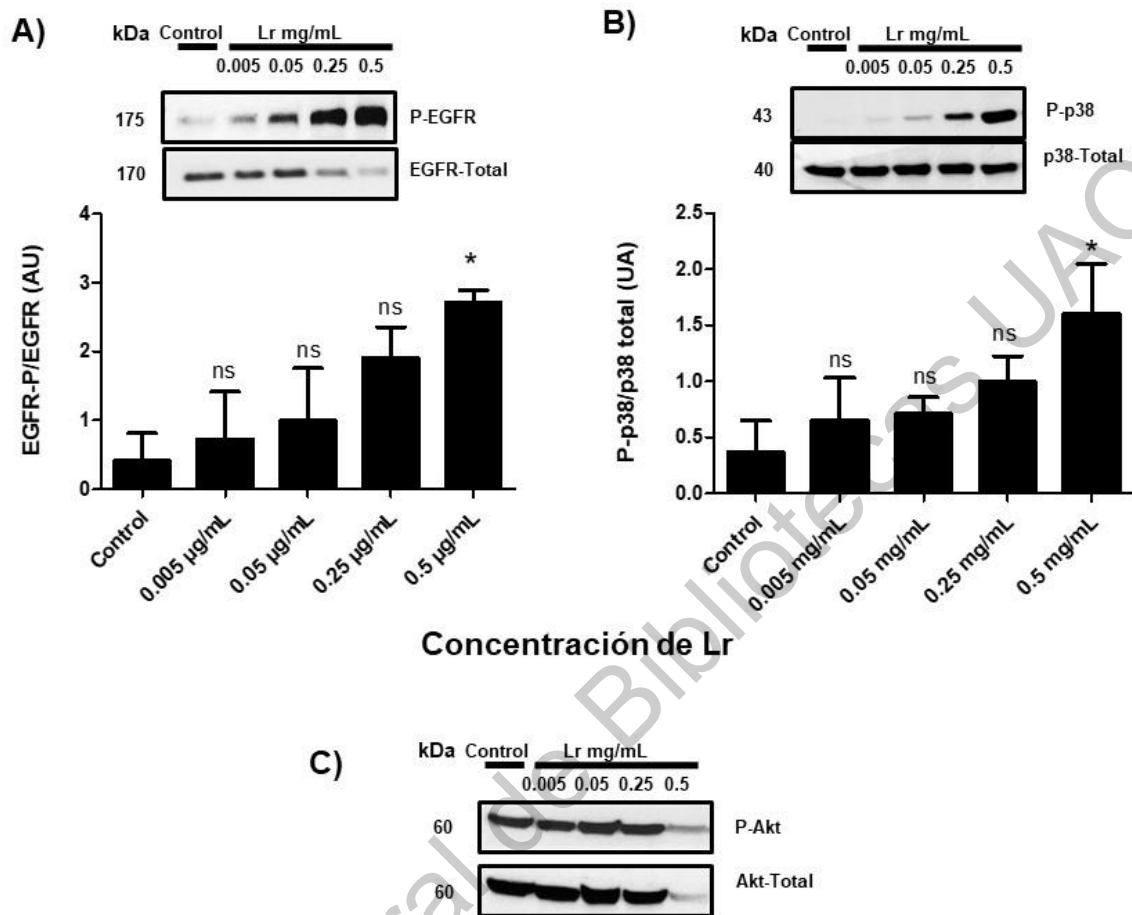 A)
kDa Control Lr mg/mL
0.005 0.05 0.25 0.5
175 P-EGFR
170 EGFR-Total
EGFR-P/EGFR (AU)
4
3
2
1
0
ns
ns
ns
*
Control
0.005 µg/mL
0.05 µg/mL
0.25 µg/mL
0.5 µg/mL
B)
kDa Control Lr mg/mL
0.005 0.05 0.25 0.5
43 P-p38
40 p38-Total
P-p38/p38 total (UA)
2.5
2.0
1.5
1.0
0.5
0.0
ns
ns
ns
*
Control
0.005 mg/mL
0.05 mg/mL
0.25 mg/mL
0.5 mg/mL
Concentración de Lr
C)
kDa Control Lr mg/mL
0.005 0.05 0.25 0.5
60 P-Akt
60 Akt-Total
ral de Bibliotecas UAQ